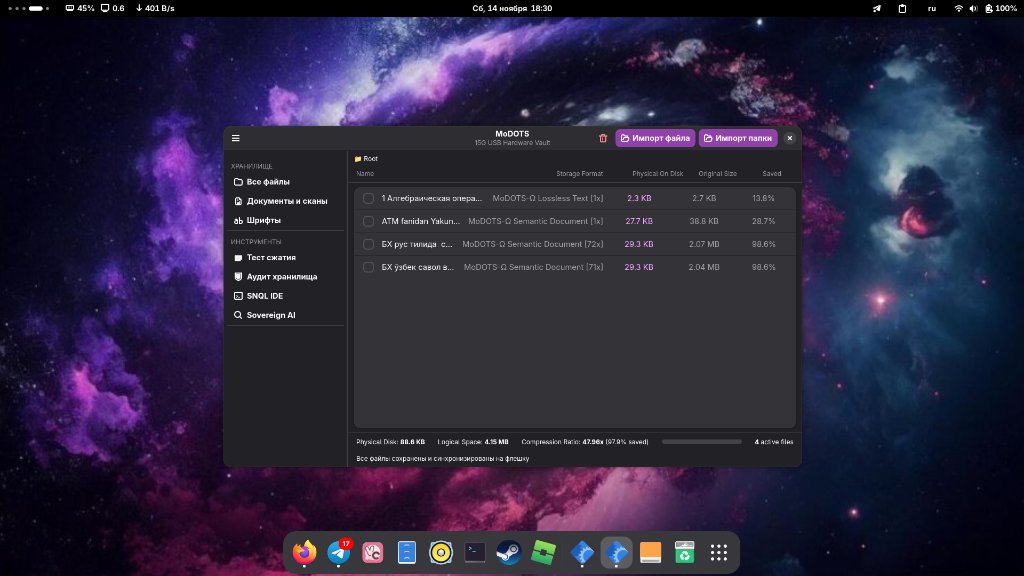 45% 0.6 401 B/s Сб, 14 ноября 18:30 ru 100%
MoDOTS
15G USB Hardware Vault
Импорт файла Импорт папки
ХРАНИЛИЩЕ
Все файлы
Документы и сканы
ab Шрифты
ИНСТРУМЕНТЫ
Тест сжатия
Аудит хранилища
SNQL IDE
Sovereign AI
Root
Name Storage Format Physical On Disk Original Size Saved
1 Алгебраическая опера... MoDOTS-Ω Lossless Text [1x] 2.3 KB 2.7 KB 13.8%
ATM fanidan Yakun... MoDOTS-Ω Semantic Document [1x] 27.7 KB 38.8 KB 28.7%
БХ рус тилида с... MoDOTS-Ω Semantic Document [72x] 29.3 KB 2.07 MB 98.6%
БХ ўзбек савол в... MoDOTS-Ω Semantic Document [71x] 29.3 KB 2.04 MB 98.6%
Physical Disk: 88.6 KB Logical Space: 4.15 MB Compression Ratio: 47.96x (97.9% saved) 4 active files
Все файлы сохранены и синхронизированы на флешку
17